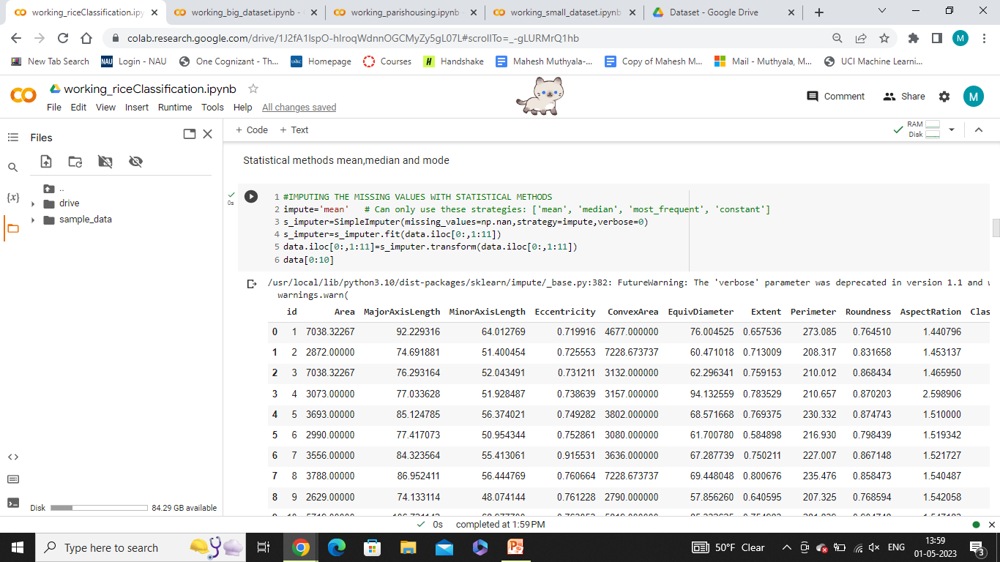 working_riceClassification.ipy
working_big_dataset.ipynb -
working_parishousing.ipynb
working_small_dataset.ipynb
Dataset - Google Drive
colab.research.google.com/drive/1J2fA1IspO-hIroqWdnnOGCMyZy5gL07L#scrollTo=_-gLURMrQ1hb
M
New Tab Search
NAU
Login - NAU
One Cognizant - Th...
UMBC
Homepage
Courses
H
Handshake
Mahesh Muthyala-...
Copy of Mahesh M...
Mail - Muthyala, M...
UCI Machine Learni...
working_riceClassification.ipynb
Comment
Share
M
File Edit View Insert Runtime Tools Help All changes saved
Files
+ Code + Text
RAM
Disk
..
drive
sample_data
Disk 84.29 GB available
Statistical methods mean,median and mode
0s
1 #IMPUTING THE MISSING VALUES WITH STATISTICAL METHODS
2 impute='mean' # Can only use these strategies: ['mean', 'median', 'most_frequent', 'constant']
3 s_imputer=SimpleImputer(missing_values=np.nan,strategy=impute,verbose=0)
4 s_imputer=s_imputer.fit(data.iloc[0:,1:11])
5 data.iloc[0:,1:11]=s_imputer.transform(data.iloc[0:,1:11])
6 data[0:10]
/usr/local/lib/python3.10/dist-packages/sklearn/impute/_base.py:382: FutureWarning: The 'verbose' parameter was deprecated in version 1.1 and w
warnings.warn(
id Area MajorAxisLength MinorAxisLength Eccentricity ConvexArea EquivDiameter Extent Perimeter Roundness AspectRation Clas
0 1 7038.32267 92.229316 64.012769 0.719916 4677.000000 76.004525 0.657536 273.085 0.764510 1.440796
1 2 2872.00000 74.691881 51.400454 0.725553 7228.673737 60.471018 0.713009 208.317 0.831658 1.453137
2 3 7038.32267 76.293164 52.043491 0.731211 3132.000000 62.296341 0.759153 210.012 0.868434 1.465950
3 4 3073.00000 77.033628 51.928487 0.738639 3157.000000 94.132559 0.783529 210.657 0.870203 2.598906
4 5 3693.00000 85.124785 56.374021 0.749282 3802.000000 68.571668 0.769375 230.332 0.874743 1.510000
5 6 2990.00000 77.417073 50.954344 0.752861 3080.000000 61.700780 0.584898 216.930 0.798439 1.519342
6 7 3556.00000 84.323564 55.413061 0.915531 3636.000000 67.287739 0.750211 227.007 0.867148 1.521727
7 8 3788.00000 86.952411 56.444769 0.760664 7228.673737 69.448048 0.800676 235.476 0.858473 1.540487
8 9 2629.00000 74.133114 48.074144 0.761228 2790.000000 57.856260 0.640595 207.325 0.768594 1.542058
0s completed at 1:59 PM
Type here to search
50°F Clear
ENG
13:59
01-05-2023
3